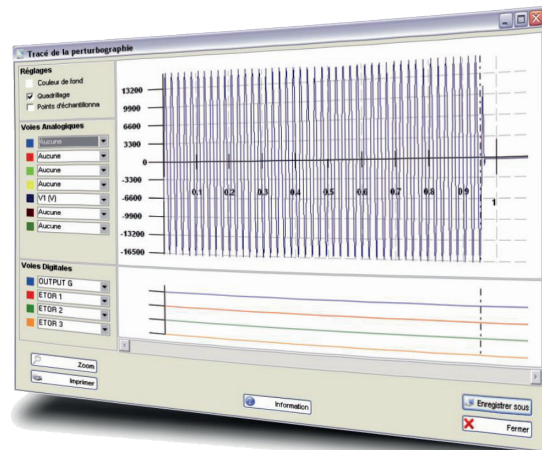 Tracé de la perturbographie
Réglages
Couleur de fond
Quadrillage
Points d'échantillonna
Voies Analogiques
Aucune
Aucune
Aucune
Aucune
V1 (V)
Aucune
Aucune
13200
9900
6600
3300
0
-3300
-6600
-9900
-13200
-16500
0.1
0.2
0.3
0.4
0.5
0.6
0.7
0.8
0.9
1
Voies Digitales
OUTPUT G
ETOR 1
ETOR 2
ETOR 3
Zoom
Imprimer
Information
Enregistrer sous
Fermer